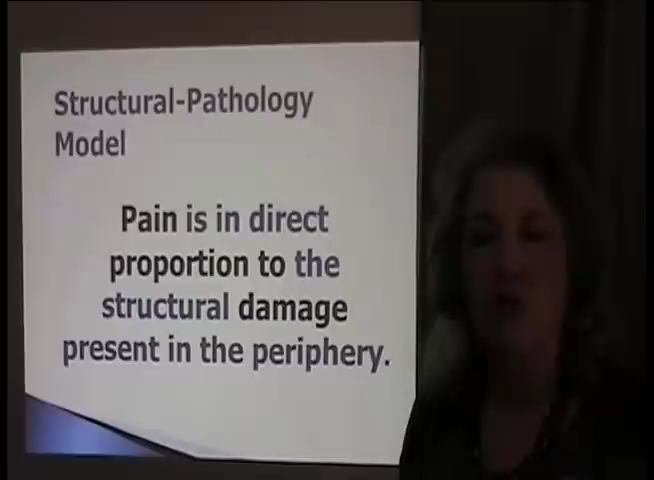 Structural-Pathology
Model
Pain is in direct
proportion to the
structural damage
present in the periphery.